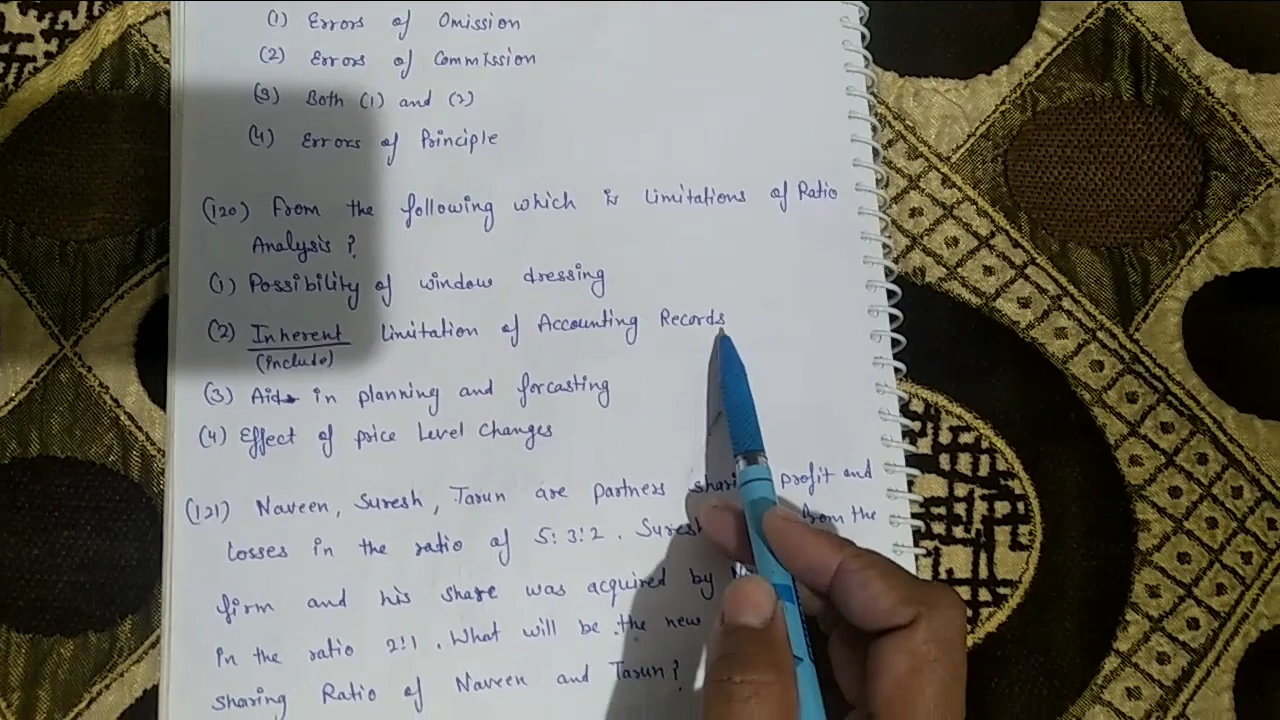 (1) Errors of Omission
(2) Errors of Commission
(3) Both (1) and (2)
(4) Errors of Principle
(120) From the following which is Limitations of Ratio
Analysis ?
(1) Possibility of window dressing
(2) Inherent Limitation of Accounting Records
(include)
(3) Aid in planning and forcasting
(4) Effect of price Level Changes
(121) Naveen, Suresh, Tarun are partners profit and
Losses in the ratio of 5:3:2. from the
firm and his share was acquired by
in the ratio 2:1. What will be the new
sharing Ratio of Naveen and Tarun?